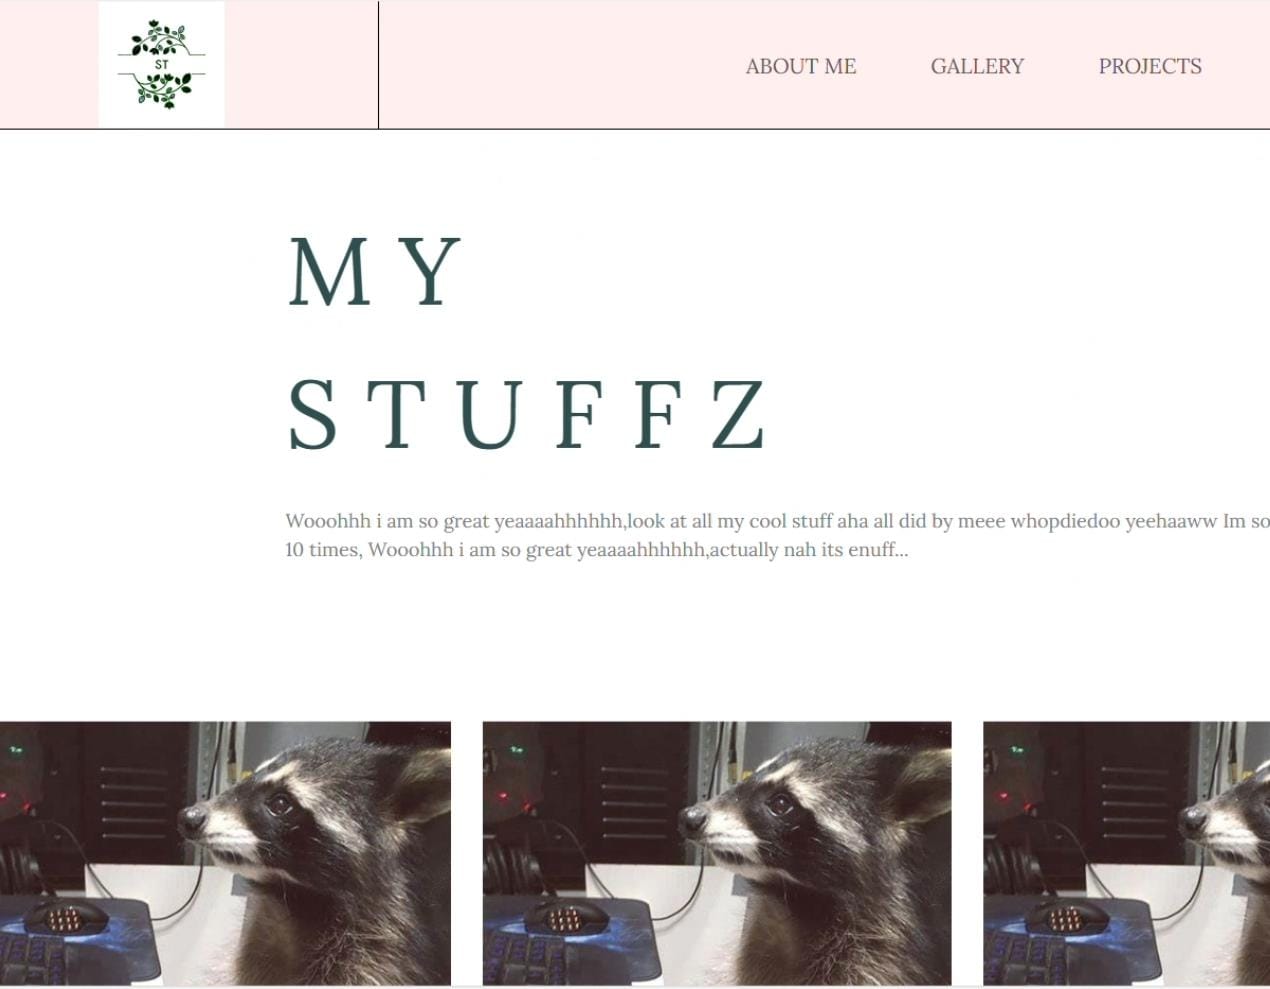 ST
ABOUT ME GALLERY PROJECTS
MY
STUFFZ
Wooohhh i am so great yeaaaahhhhhh,look at all my cool stuff aha all did by meee whopdiedoo yeehaaww Im so
10 times, Wooohhh i am so great yeaaaahhhhhh,actually nah its enuff...